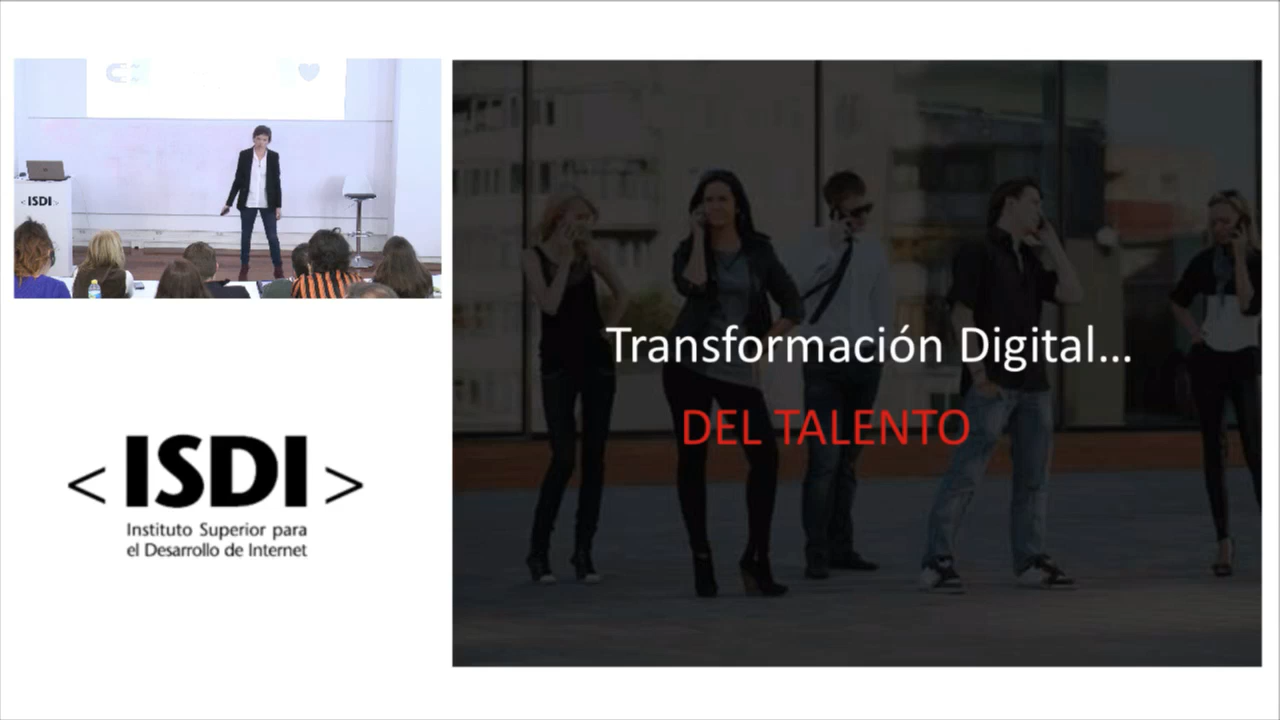 <ISDI>
<ISDI>
Instituto Superior para
el Desarrollo de Internet
Transformación Digital...
DEL TALENTO